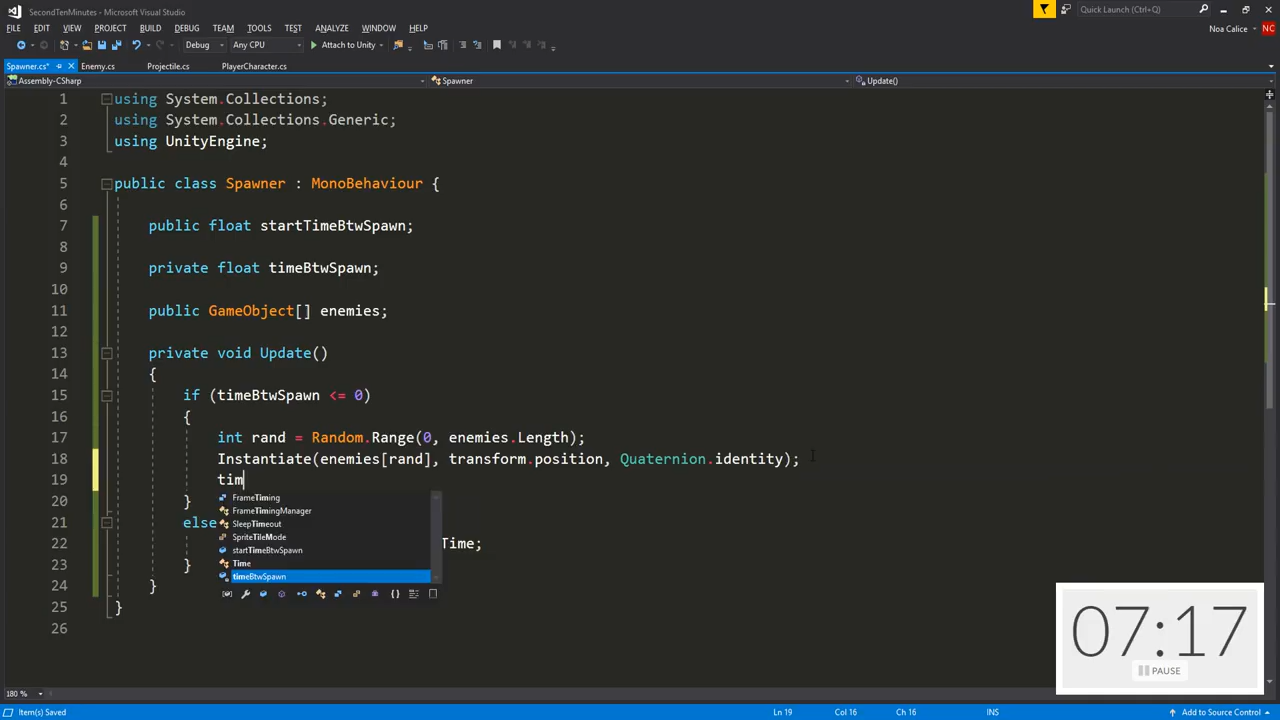 SecondTenMinutes - Microsoft Visual Studio
Quick Launch (Ctrl+Q)
FILE EDIT VIEW PROJECT BUILD DEBUG TEAM TOOLS TEST ANALYZE WINDOW HELP
Noa Calice NC
Debug Any CPU Attach to Unity
Spawner.cs* Enemy.cs Projectile.cs PlayerCharacter.cs
Assembly-CSharp Spawner Update()
1 using System.Collections;
2 using System.Collections.Generic;
3 using UnityEngine;
4
5 public class Spawner : MonoBehaviour {
6
7 public float startTimeBtwSpawn;
8
9 private float timeBtwSpawn;
10
11 public GameObject[] enemies;
12
13 private void Update()
14 {
15 if (timeBtwSpawn <= 0)
16 {
17 int rand = Random.Range(0, enemies.Length);
18 Instantiate(enemies[rand], transform.position, Quaternion.identity);
19 tim
20 }
21 else
22 Time;
23 }
24 }
25 }
26
FrameTiming
FrameTimingManager
SleepTimeout
SpriteTileMode
startTimeBtwSpawn
Time
timeBtwSpawn
07:17
PAUSE
180 %
Item(s) Saved Ln 19 Col 16 Ch 16 INS Add to Source Control